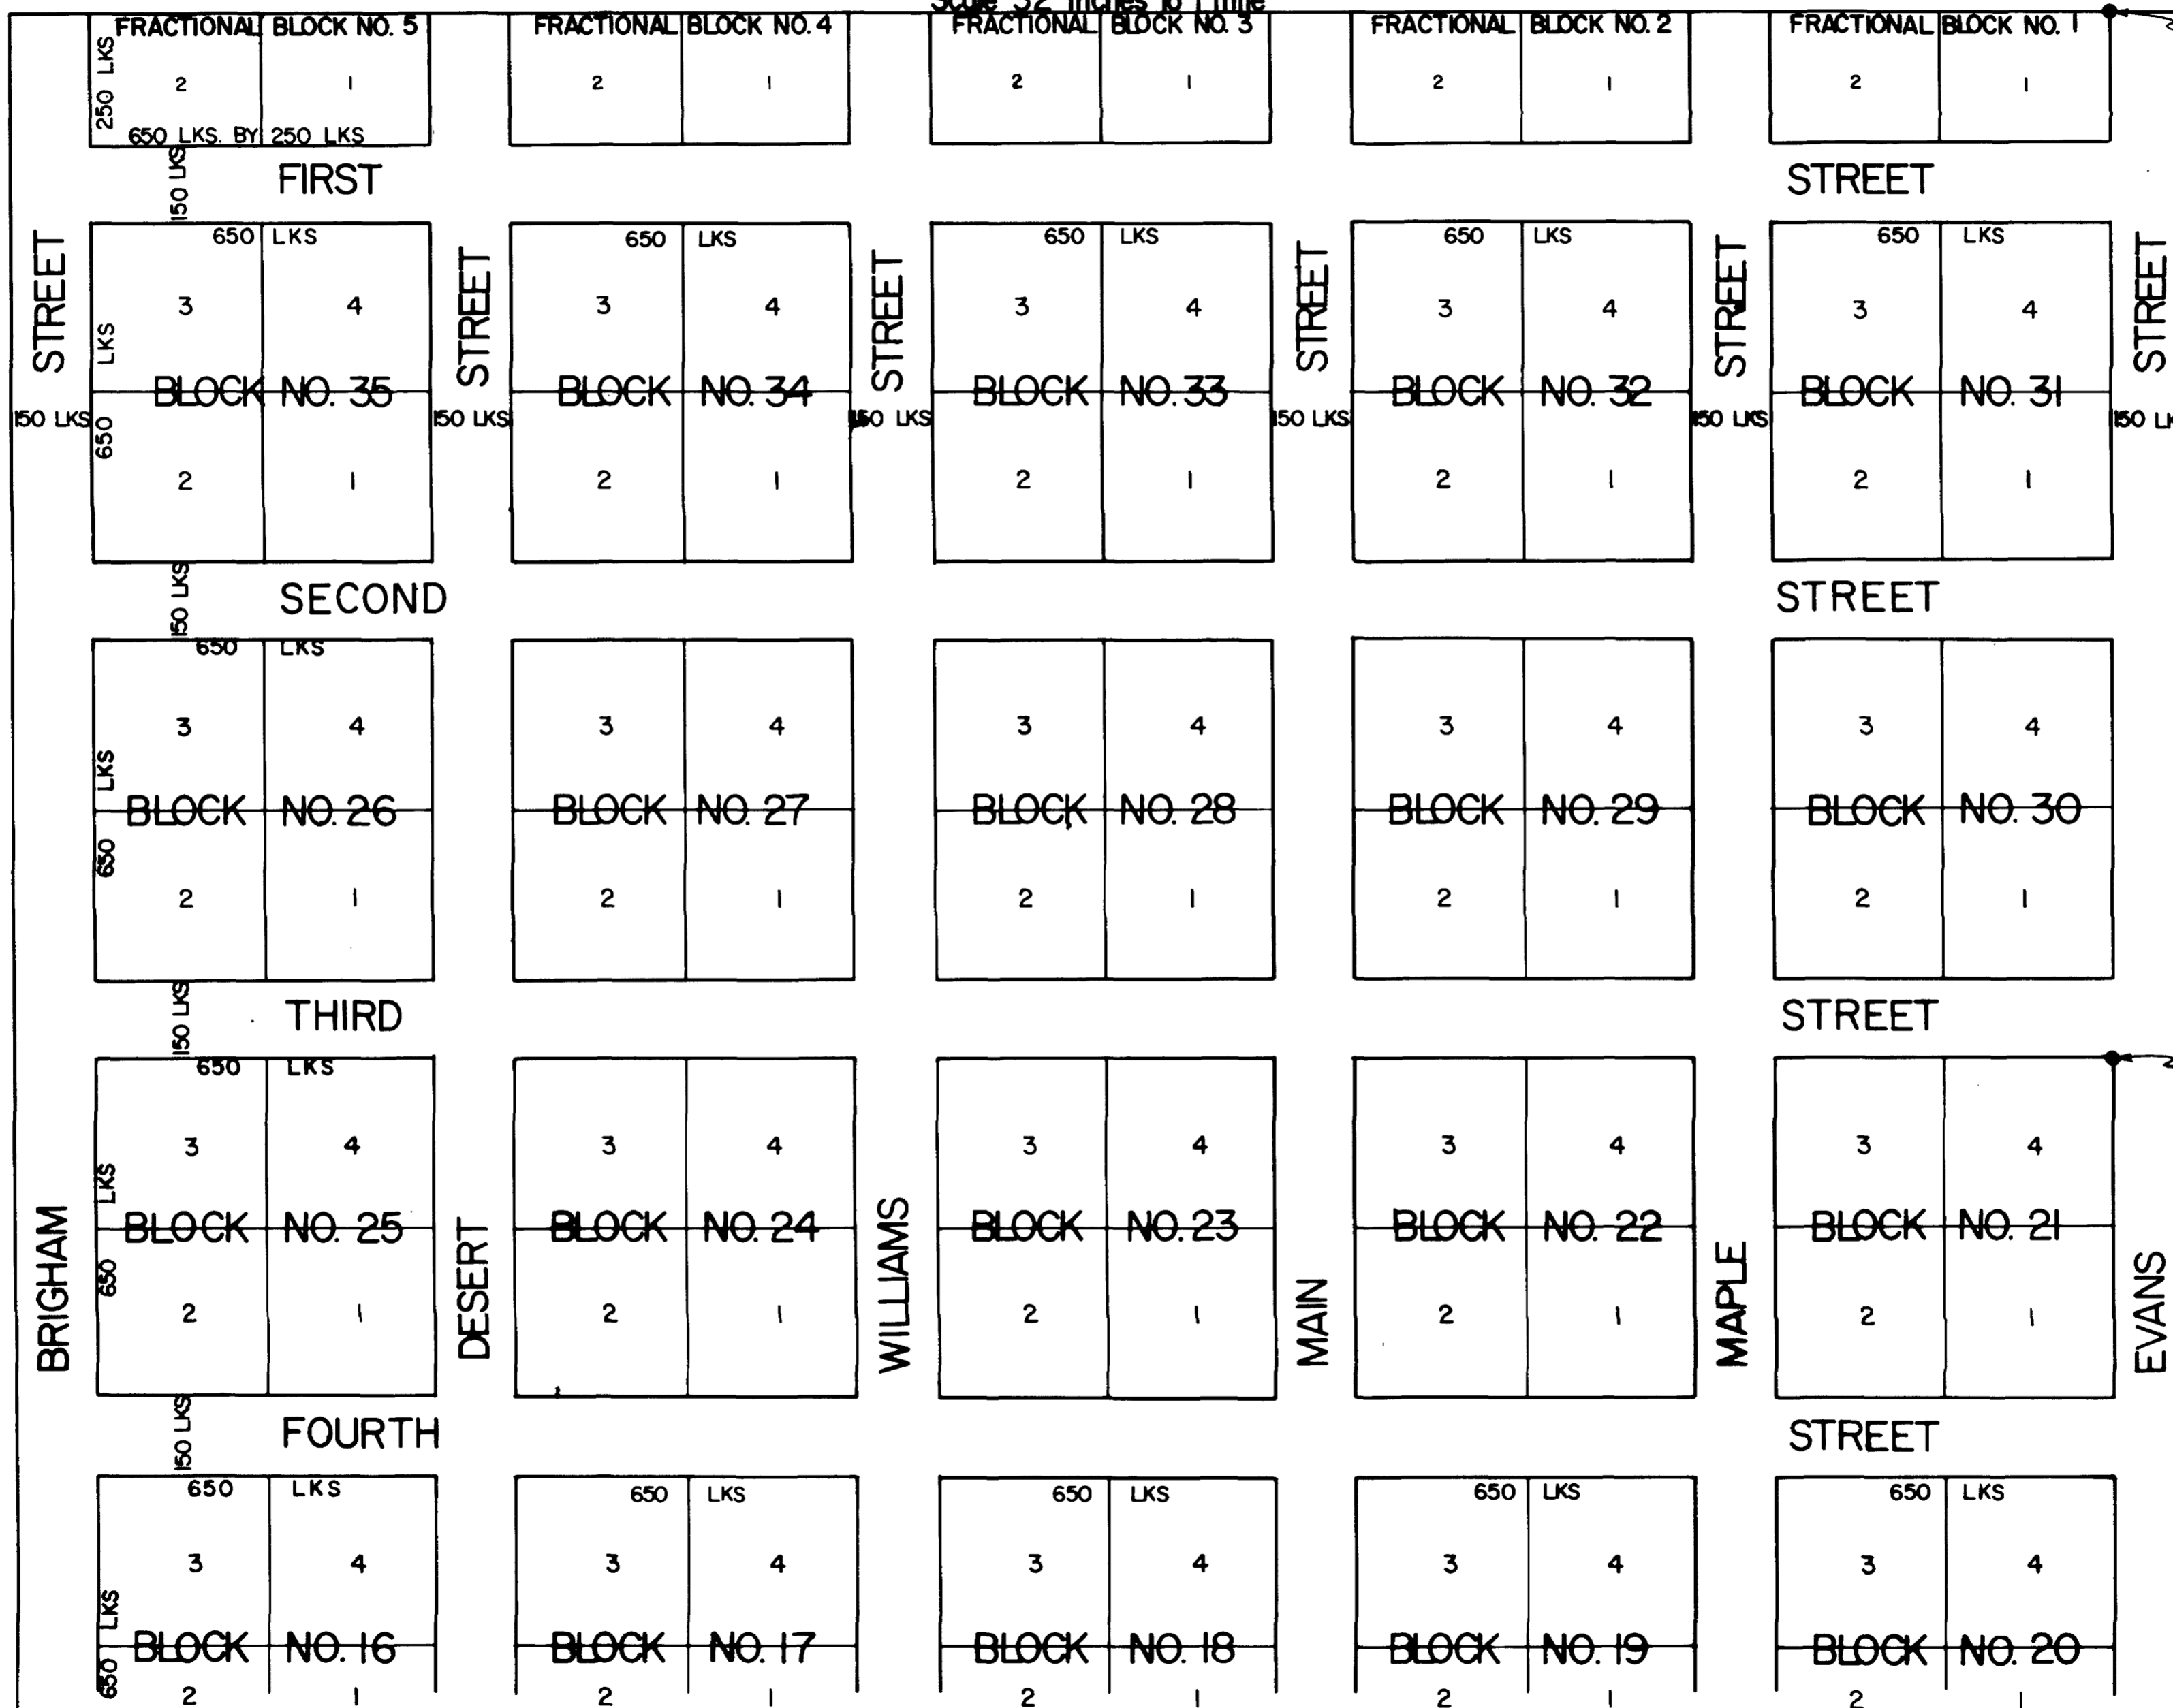 Scale 32 inches to 1 mile
FRACTIONAL BLOCK NO. 5
FRACTIONAL BLOCK NO. 4
FRACTIONAL BLOCK NO. 3
FRACTIONAL BLOCK NO. 2
FRACTIONAL BLOCK NO. 1
250 LKS
2 1
2 1
2 1
2 1
2 1
650 LKS. BY 250 LKS
150 LKS
FIRST STREET
650 LKS
650 LKS
650 LKS
650 LKS
650 LKS
STREET
STREET
STREET
STREET
STREET
STREET
3 4
3 4
3 4
3 4
3 4
650 LKS
BLOCK NO. 35
BLOCK NO. 34
BLOCK NO. 33
BLOCK NO. 32
BLOCK NO. 31
150 LKS
150 LKS
150 LKS
150 LKS
150 LKS
150 LK
2 1
2 1
2 1
2 1
2 1
150 LKS
SECOND STREET
650 LKS
3 4
3 4
3 4
3 4
3 4
650 LKS
BLOCK NO. 26
BLOCK NO. 27
BLOCK NO. 28
BLOCK NO. 29
BLOCK NO. 30
2 1
2 1
2 1
2 1
2 1
150 LKS
THIRD STREET
650 LKS
3 4
3 4
3 4
3 4
3 4
650 LKS
BLOCK NO. 25
BLOCK NO. 24
BLOCK NO. 23
BLOCK NO. 22
BLOCK NO. 21
BRIGHAM
DESERT
WILLIAMS
MAIN
MAPLE
EVANS
2 1
2 1
2 1
2 1
2 1
150 LKS
FOURTH STREET
650 LKS
650 LKS
650 LKS
650 LKS
650 LKS
3 4
3 4
3 4
3 4
3 4
650 LKS
BLOCK NO. 16
BLOCK NO. 17
BLOCK NO. 18
BLOCK NO. 19
BLOCK NO. 20
2 1
2 1
2 1
2 1
2 1